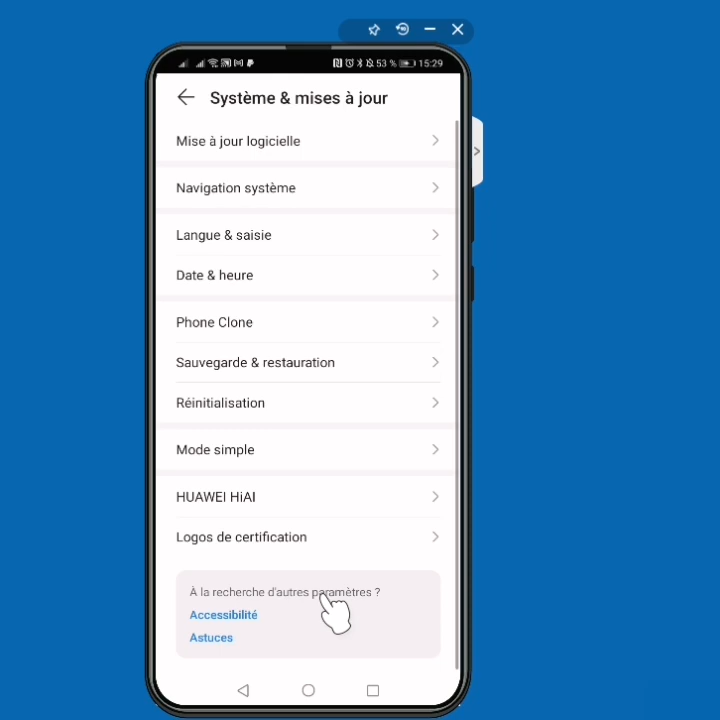 53 % 15:29
Système & mises à jour
Mise à jour logicielle
Navigation système
Langue & saisie
Date & heure
Phone Clone
Sauvegarde & restauration
Réinitialisation
Mode simple
HUAWEI HiAI
Logos de certification
À la recherche d'autres paramètres ?
Accessibilité
Astuces